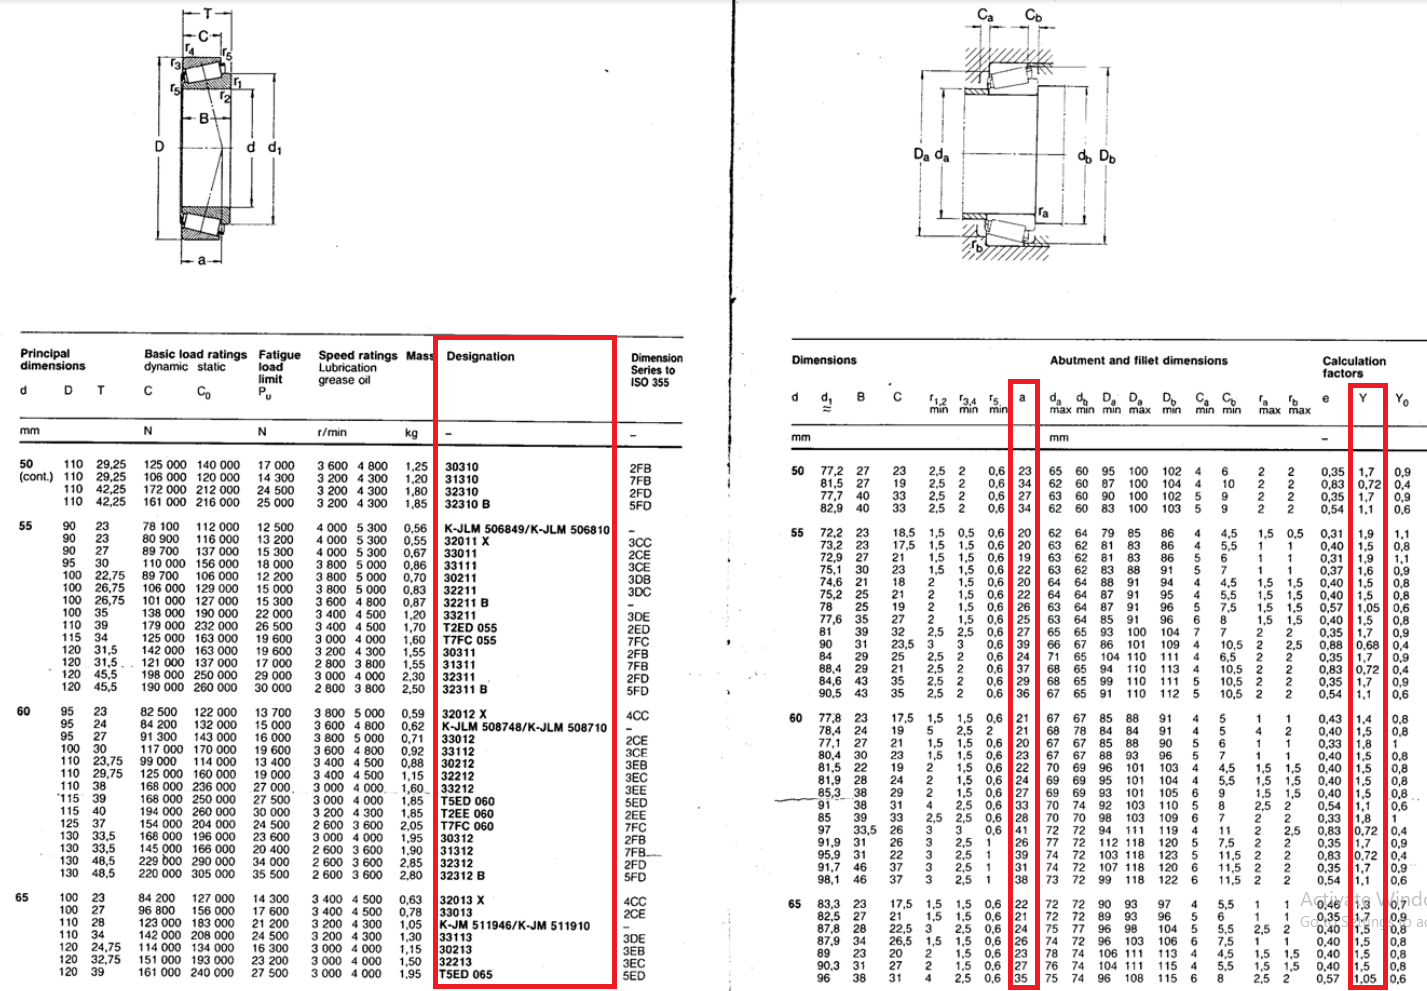 T
C
r4 r5
r3
r5 r1
r2
B
D d d1
a
Principal dimensions Basic load ratings dynamic static Fatigue load limit Speed ratings Lubrication grease oil Mass Designation Dimension Series to ISO 355
d D T C C0 Pu
mm N N r/min kg – –
50 110 29,25 125 000 140 000 17 000 3 600 4 800 1,25 30310 2FB
(cont.) 110 29,25 106 000 120 000 14 300 3 200 4 300 1,20 31310 7FB
110 42,25 172 000 212 000 24 500 3 200 4 300 1,80 32310 2FD
110 42,25 161 000 216 000 25 000 3 200 4 300 1,85 32310 B 5FD
55 90 23 78 100 112 000 12 500 4 000 5 300 0,56 K-JLM 506849/K-JLM 506810 –
90 23 80 900 116 000 13 200 4 000 5 300 0,55 32011 X 3CC
90 27 89 700 137 000 15 300 4 000 5 300 0,67 33011 2CE
95 30 110 000 156 000 18 000 3 800 5 000 0,86 33111 3CE
100 22,75 89 700 106 000 12 200 3 800 5 000 0,70 30211 3DB
100 26,75 106 000 129 000 15 000 3 800 5 000 0,83 32211 3DC
100 26,75 101 000 127 000 15 300 3 600 4 800 0,87 32211 B –
100 35 138 000 190 000 22 000 3 400 4 500 1,20 33211 3DE
110 39 179 000 232 000 26 500 3 400 4 500 1,70 T2ED 055 2ED
115 34 125 000 163 000 19 600 3 000 4 000 1,60 T7FC 055 7FC
120 31,5 142 000 163 000 19 600 3 200 4 300 1,55 30311 2FB
120 31,5 121 000 137 000 17 000 2 800 3 800 1,55 31311 7FB
120 45,5 198 000 250 000 29 000 3 000 4 000 2,30 32311 2FD
120 45,5 190 000 260 000 30 000 2 800 3 800 2,50 32311 B 5FD
60 95 23 82 500 122 000 13 700 3 800 5 000 0,59 32012 X 4CC
95 24 84 200 132 000 15 000 3 600 4 800 0,62 K-JLM 508748/K-JLM 508710 –
95 27 91 300 143 000 16 000 3 800 5 000 0,71 33012 2CE
100 30 117 000 170 000 19 600 3 600 4 800 0,92 33112 3CE
110 23,75 99 000 114 000 13 400 3 400 4 500 0,88 30212 3EB
110 29,75 125 000 160 000 19 000 3 400 4 500 1,15 32212 3EC
110 38 168 000 236 000 27 000 3 000 4 000 1,60 33212 3EE
115 39 168 000 250 000 27 500 3 000 4 000 1,85 T5ED 060 5ED
115 40 194 000 260 000 30 000 3 200 4 300 1,85 T2EE 060 2EE
125 37 154 000 204 000 24 500 2 600 3 600 2,05 T7FC 060 7FC
130 33,5 168 000 196 000 23 600 3 000 4 000 1,95 30312 2FB
130 33,5 145 000 166 000 20 400 2 600 3 600 1,90 31312 7FB
130 48,5 229 000 290 000 34 000 2 600 3 600 2,85 32312 2FD
130 48,5 220 000 305 000 35 500 2 600 3 600 2,80 32312 B 5FD
65 100 23 84 200 127 000 14 300 3 400 4 500 0,63 32013 X 4CC
100 27 96 800 156 000 17 600 3 400 4 500 0,78 33013 2CE
110 28 123 000 183 000 21 200 3 200 4 300 1,05 K-JM 511946/K-JM 511910 –
110 34 142 000 208 000 24 500 3 200 4 300 1,30 33113 3DE
120 24,75 114 000 134 000 16 300 3 000 4 000 1,15 30213 3EB
120 32,75 151 000 193 000 23 200 3 000 4 000 1,50 32213 3EC
120 39 161 000 240 000 27 500 3 000 4 000 1,95 T5ED 065 5ED
Ca Cb
Da da db Db
ra
rb
Dimensions Abutment and fillet dimensions Calculation factors
d d1 ≈ B C r1,2 min r3,4 min r5 min a da max db min Da min Da max Db min Ca min Cb min ra max rb max e Y Y0
mm mm –
50 77,2 27 23 2,5 2 0,6 23 65 60 95 100 102 4 6 2 2 0,35 1,7 0,9
81,5 27 19 2,5 2 0,6 34 62 60 87 100 104 4 10 2 2 0,83 0,72 0,4
77,7 40 33 2,5 2 0,6 27 63 60 90 100 102 5 9 2 2 0,35 1,7 0,9
82,9 40 33 2,5 2 0,6 34 62 60 83 100 103 5 9 2 2 0,54 1,1 0,6
55 72,2 23 18,5 1,5 0,5 0,6 20 62 64 79 85 86 4 4,5 1,5 0,5 0,31 1,9 1,1
73,2 23 17,5 1,5 1,5 0,6 20 63 62 81 83 86 4 5,5 1 1 0,40 1,5 0,8
72,9 27 21 1,5 1,5 0,6 19 63 62 81 83 86 5 6 1 1 0,31 1,9 1,1
75,1 30 23 1,5 1,5 0,6 22 63 62 83 88 91 5 7 1 1 0,37 1,6 0,9
74,6 21 18 2 1,5 0,6 20 64 64 88 91 94 4 4,5 1,5 1,5 0,40 1,5 0,8
75,2 25 21 2 1,5 0,6 22 64 64 87 91 95 4 5,5 1,5 1,5 0,40 1,5 0,8
78 25 19 2 1,5 0,6 26 63 64 87 91 96 5 7,5 1,5 1,5 0,57 1,05 0,6
77,6 35 27 2 1,5 0,6 25 63 64 85 91 96 6 8 1,5 1,5 0,40 1,5 0,8
81 39 32 2,5 2,5 0,6 27 65 65 93 100 104 7 7 2 2 0,35 1,7 0,9
90 31 23,5 3 3 0,6 39 66 67 86 101 109 4 10,5 2 2,5 0,88 0,68 0,4
84 29 25 2,5 2 0,6 24 71 65 104 110 111 4 6,5 2 2 0,35 1,7 0,9
88,4 29 21 2,5 2 0,6 37 68 65 94 110 113 4 10,5 2 2 0,83 0,72 0,4
84,6 43 35 2,5 2 0,6 29 68 65 99 110 111 5 10,5 2 2 0,35 1,7 0,9
90,5 43 35 2,5 2 0,6 36 67 65 91 110 112 5 10,5 2 2 0,54 1,1 0,6
60 77,8 23 17,5 1,5 1,5 0,6 21 67 67 85 88 91 4 5 1 1 0,43 1,4 0,8
78,4 24 19 5 2,5 2 21 68 78 84 84 91 4 5 4 2 0,40 1,5 0,8
77,1 27 21 1,5 1,5 0,6 20 67 67 85 88 90 5 6 1 1 0,33 1,8 1
80,4 30 23 1,5 1,5 0,6 23 67 67 88 93 96 5 7 1 1 0,40 1,5 0,8
81,5 22 19 2 1,5 0,6 22 70 69 96 101 103 4 4,5 1,5 1,5 0,40 1,5 0,8
81,9 28 24 2 1,5 0,6 24 69 69 95 101 104 4 5,5 1,5 1,5 0,40 1,5 0,8
85,3 38 29 2 1,5 0,6 27 69 69 93 101 105 6 9 1,5 1,5 0,40 1,5 0,8
91 38 31 4 2,5 0,6 33 70 74 92 103 110 5 8 2,5 2 0,54 1,1 0,6
85 39 33 2,5 2,5 0,6 28 70 70 98 103 109 6 7 2 2 0,33 1,8 1
97 33,5 26 3 3 0,6 41 72 72 94 111 119 4 11 2 2,5 0,83 0,72 0,4
91,9 31 26 3 2,5 1 26 77 72 112 118 120 5 7,5 2 2 0,35 1,7 0,9
95,9 31 22 3 2,5 1 39 74 72 103 118 123 5 11,5 2 2 0,83 0,72 0,4
91,7 46 37 3 2,5 1 31 74 72 107 118 120 6 11,5 2 2 0,35 1,7 0,9
98,1 46 37 3 2,5 1 38 73 72 99 118 122 6 11,5 2 2 0,54 1,1 0,6
65 83,3 23 17,5 1,5 1,5 0,6 22 72 72 90 93 97 4 5,5 1 1 0,46 1,3 0,7
82,5 27 21 1,5 1,5 0,6 21 72 72 89 93 96 5 6 1 1 0,35 1,7 0,9
87,8 28 22,5 3 2,5 0,6 24 75 77 96 98 104 5 5,5 2,5 2 0,40 1,5 0,8
87,9 34 26,5 1,5 1,5 0,6 26 74 72 96 103 106 6 7,5 1 1 0,40 1,5 0,8
89 23 20 2 1,5 0,6 23 78 74 106 111 113 4 4,5 1,5 1,5 0,40 1,5 0,8
90,3 31 27 2 1,5 0,6 27 76 74 104 111 115 4 5,5 1,5 1,5 0,40 1,5 0,8
96 38 31 4 2,5 0,6 35 75 74 96 108 115 6 8 2,5 2 0,57 1,05 0,6
Activate Windo